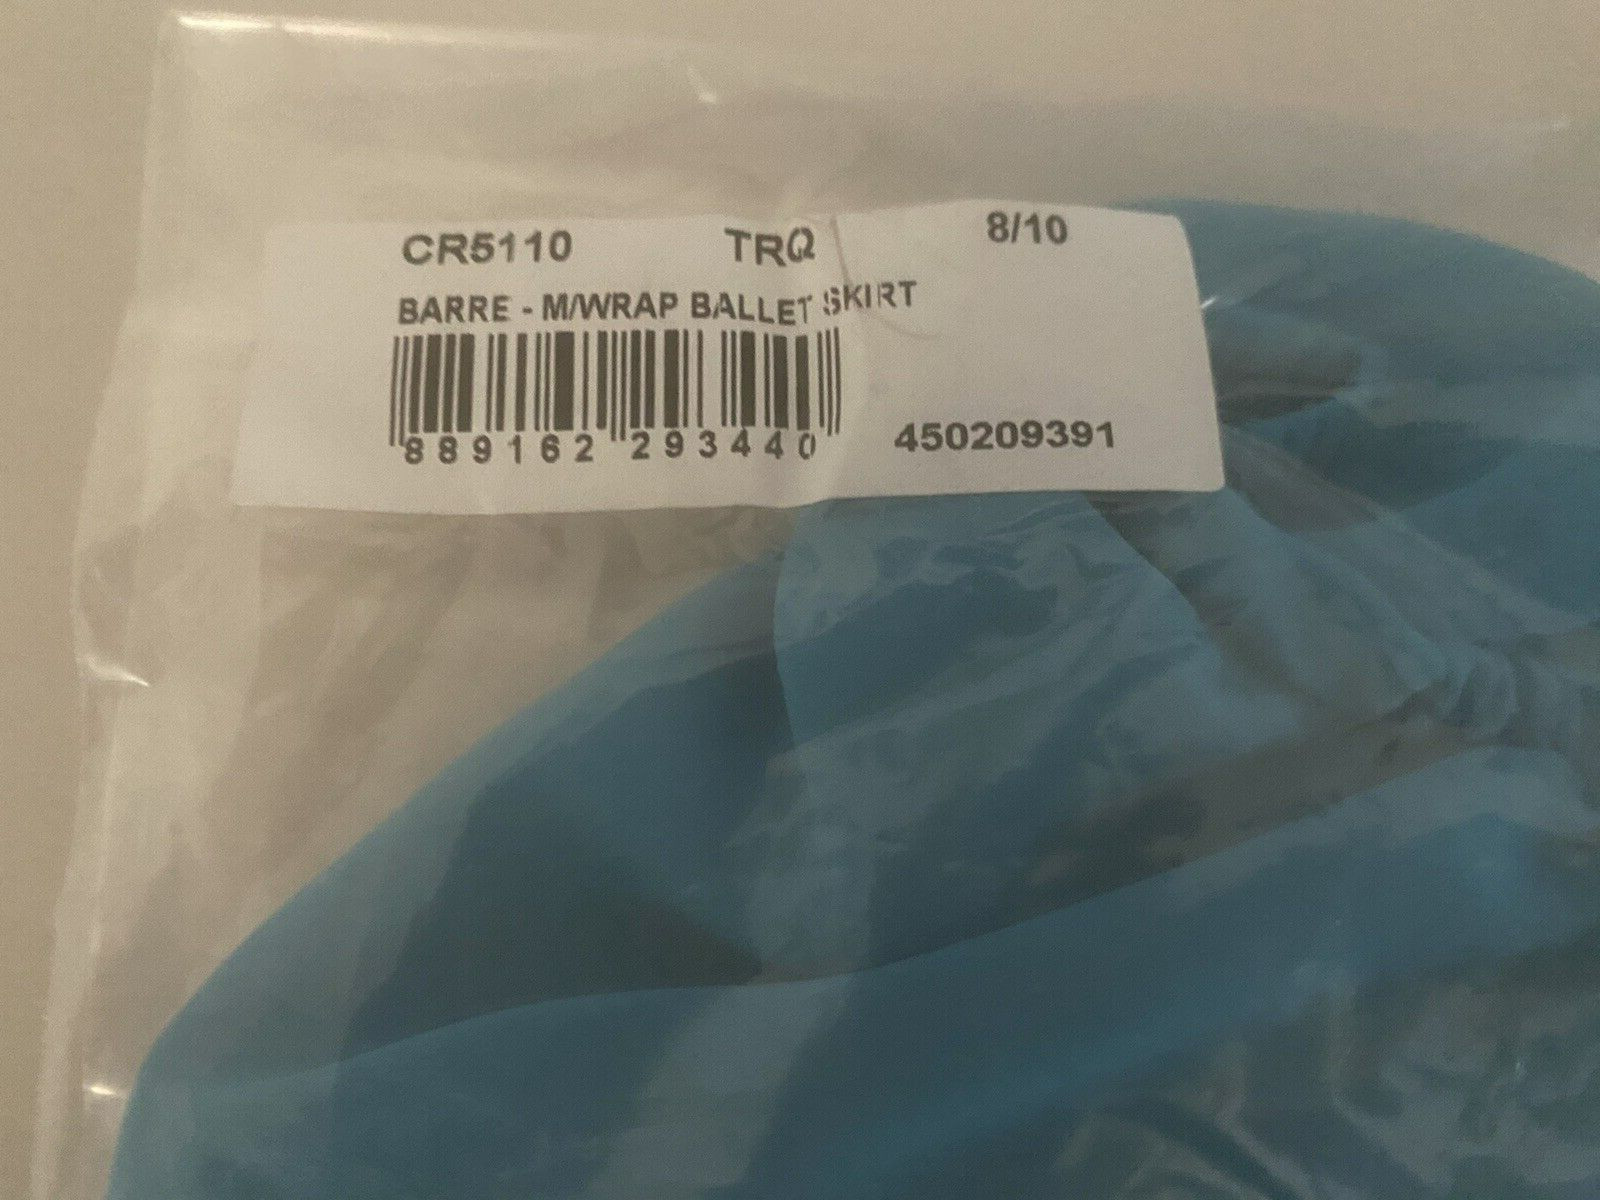 CR5110 TRQ 8/10
BARRE - M/WRAP BALLET SKIRT
889162 293440 450209391